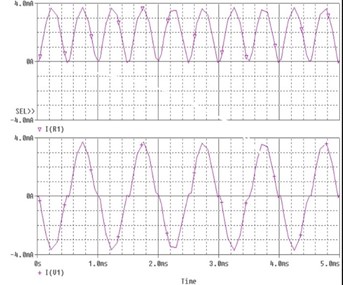 4.0mA
0A
SEL>>
-4.0mA
▽ I(R1)
4.0mA
0A
-4.0mA
0s 1.0ms 2.0ms 3.0ms 4.0ms 5.0ms
+ I(V1)
Time